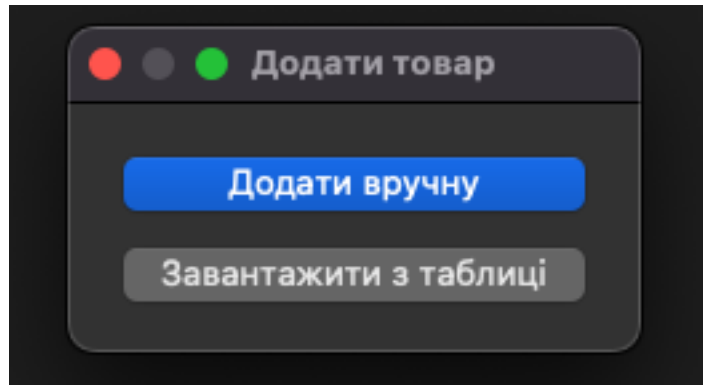 Додати товар
Додати вручну
Завантажити з таблиці